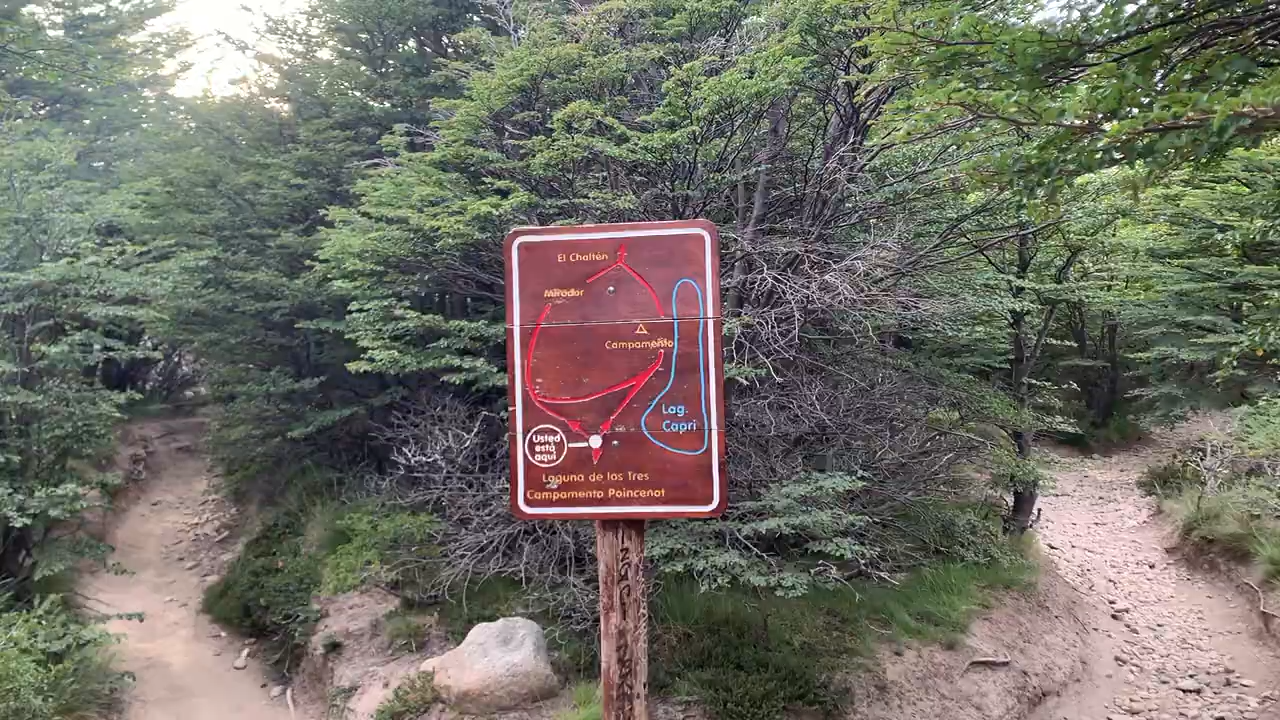 El Chaltén
Mirador
Campamento
Lag.
Capri
Usted
está
aquí
Laguna de los Tres
Campamento Poincenot